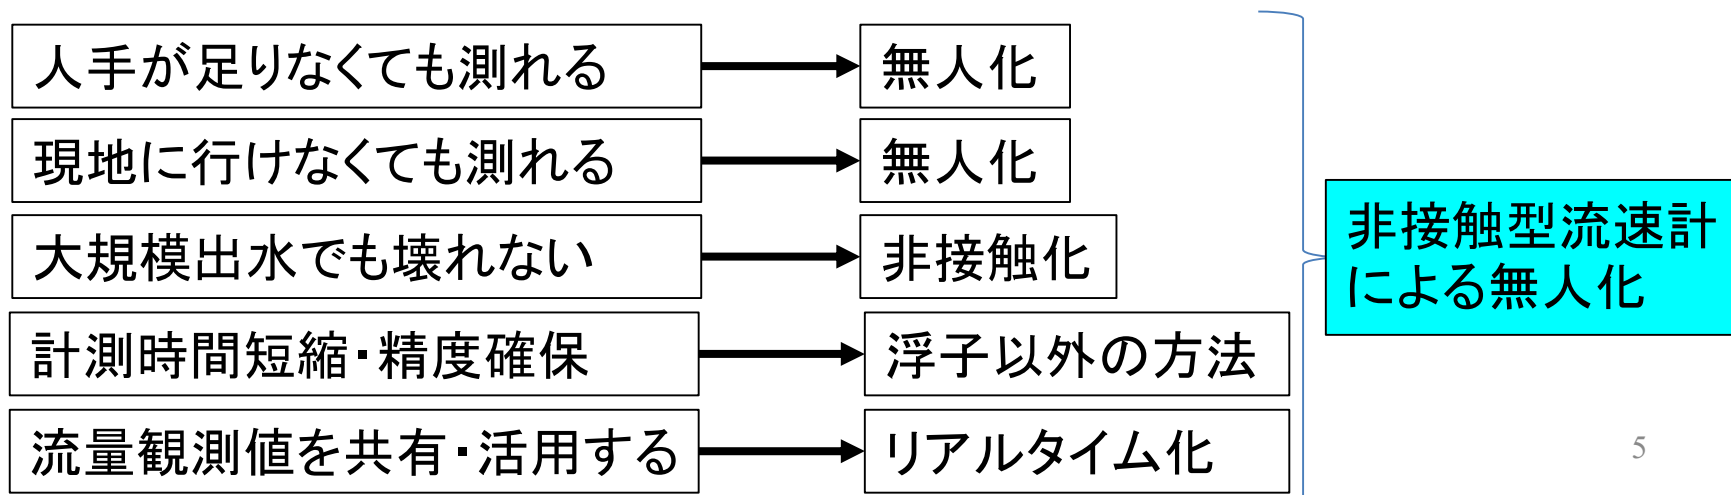 人手が足りなくても測れる
無人化
現地に行けなくても測れる
無人化
大規模出水でも壊れない
非接触化
計測時間短縮・精度確保
浮子以外の方法
流量観測値を共有・活用する
リアルタイム化
非接触型流速計
による無人化
5